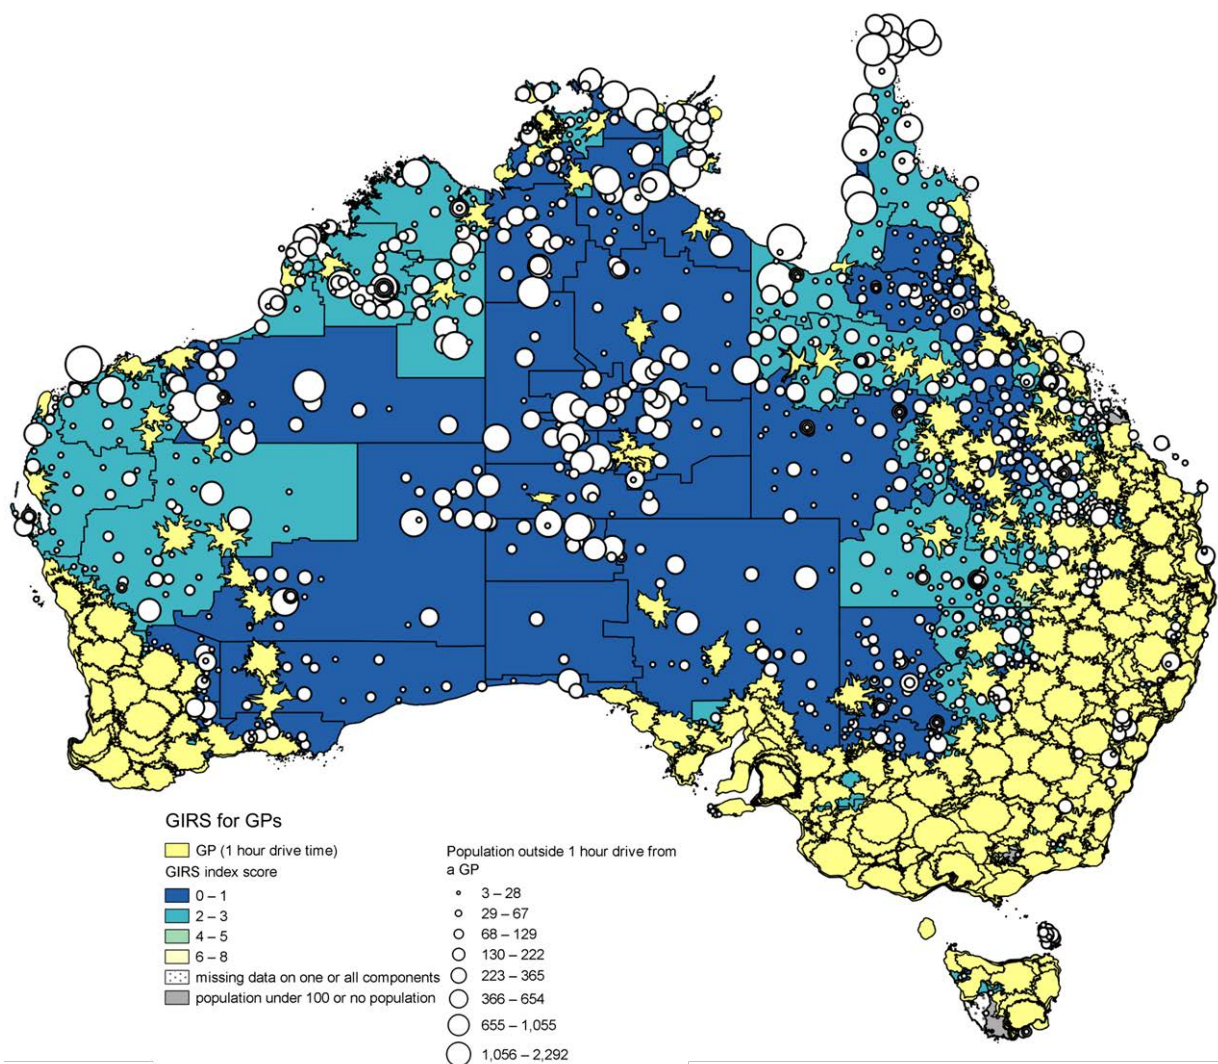 GIRS for GPs
GP (1 hour drive time)
GIRS index score
0 – 1
2 – 3
4 – 5
6 – 8
missing data on one or all components
population under 100 or no population
Population outside 1 hour drive from
a GP
3 – 28
29 – 67
68 – 129
130 – 222
223 – 365
366 – 654
655 – 1,055
1,056 – 2,292